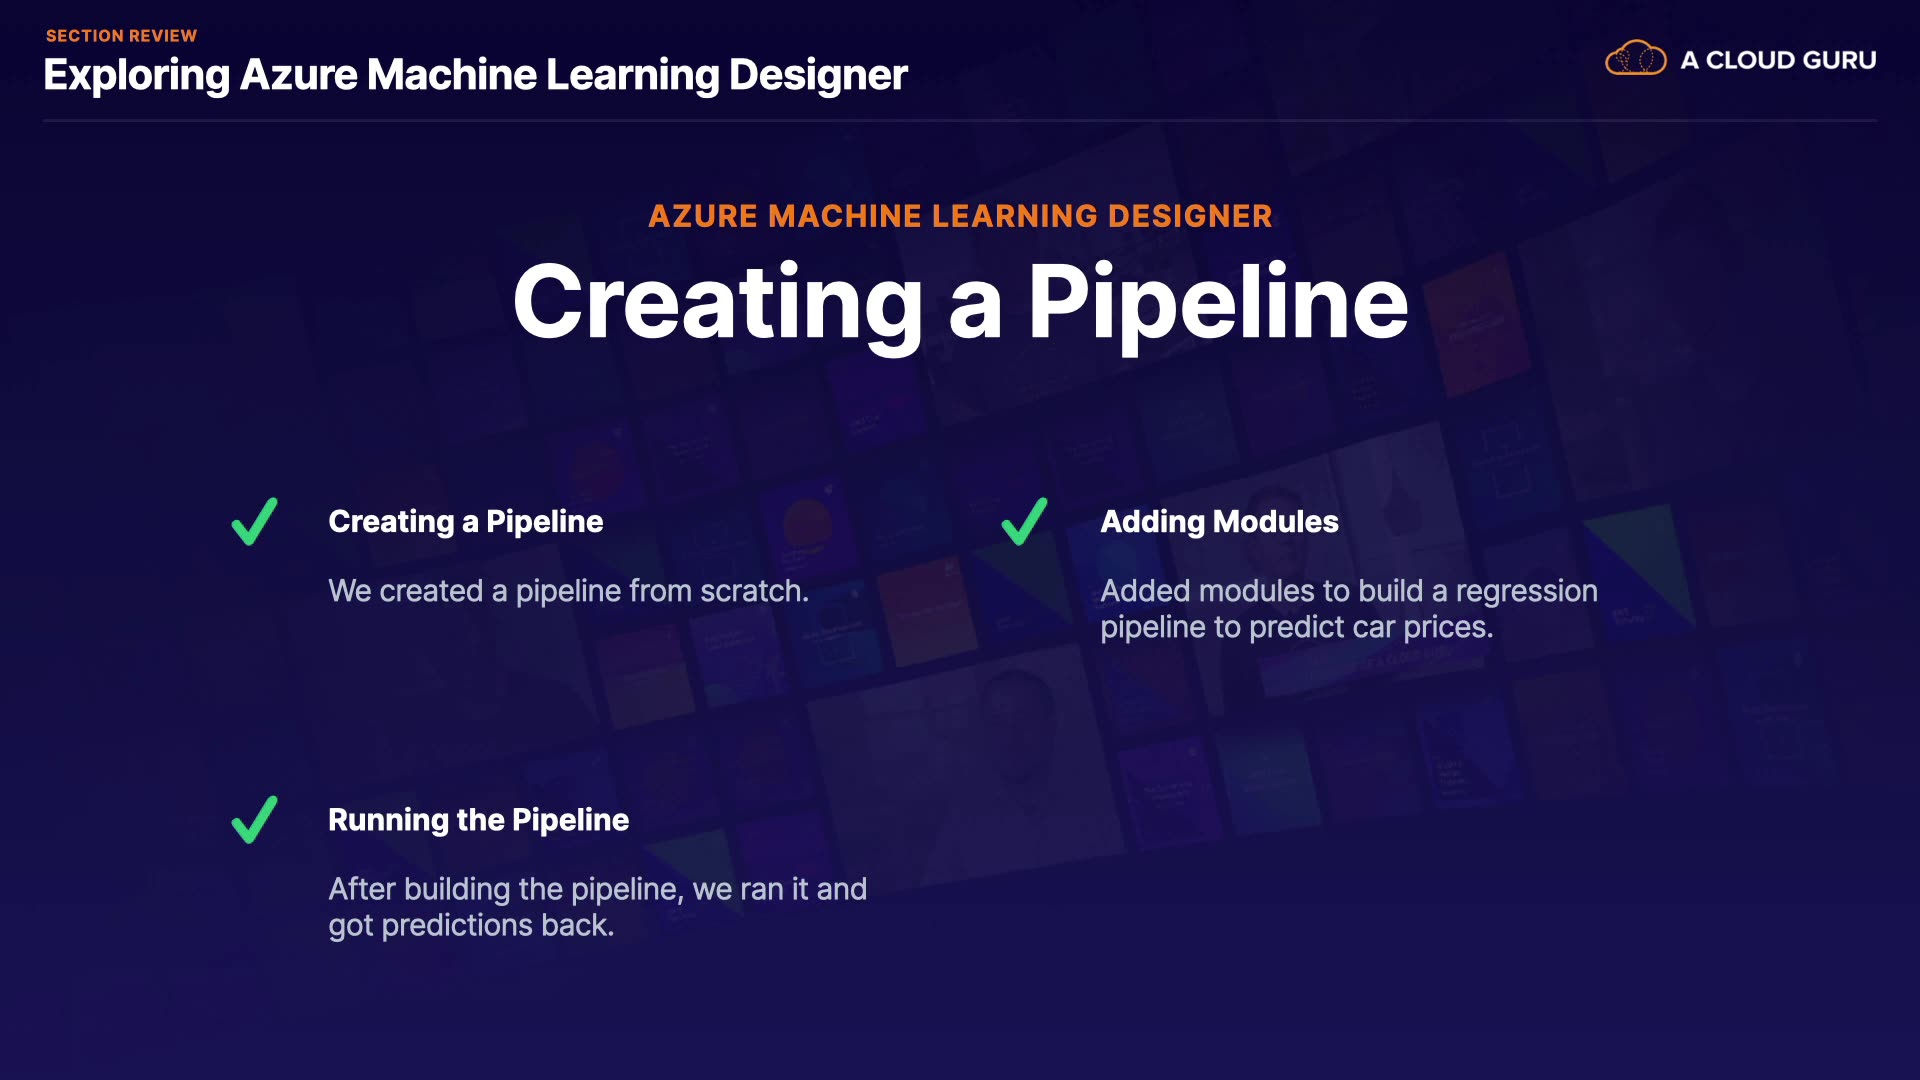 SECTION REVIEW
Exploring Azure Machine Learning Designer
A CLOUD GURU
AZURE MACHINE LEARNING DESIGNER
Creating a Pipeline
Creating a Pipeline
We created a pipeline from scratch.
Adding Modules
Added modules to build a regression
pipeline to predict car prices.
Running the Pipeline
After building the pipeline, we ran it and
got predictions back.